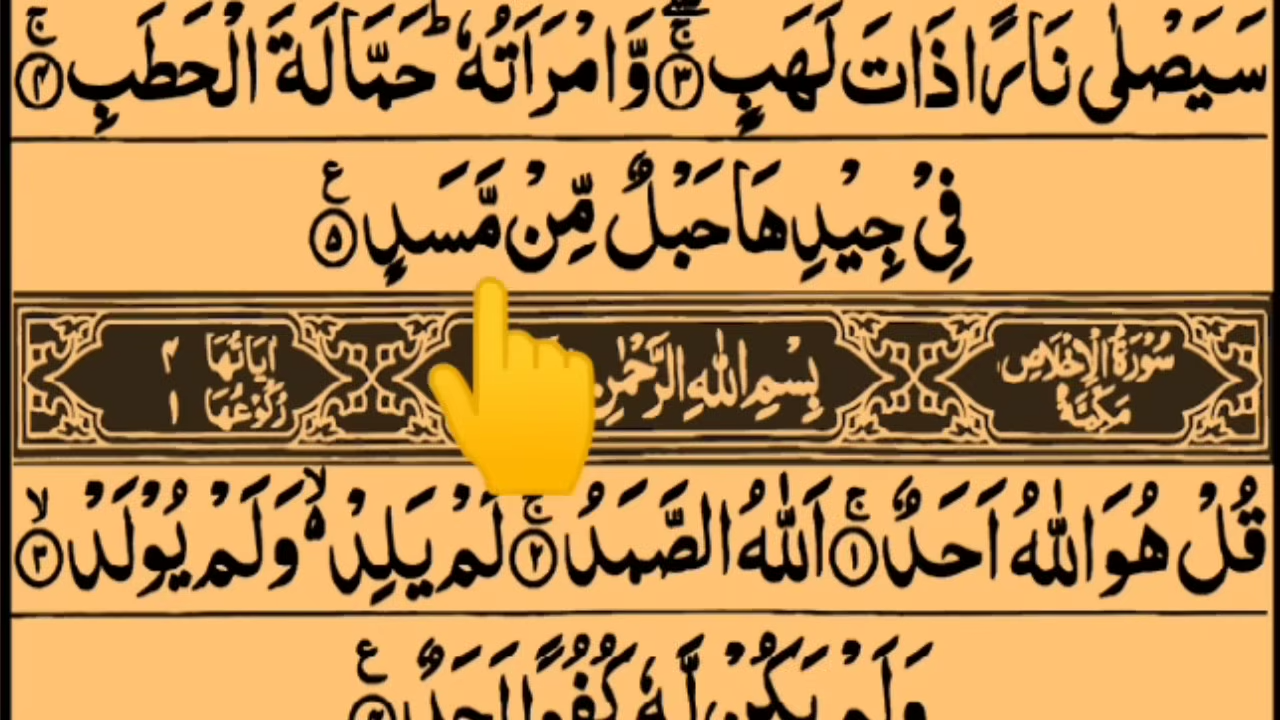 سَيَصْلٰى نَارًا ذَاتَ لَهَبٍ ۚۖ ﴿۳﴾ وَّامْرَاَتُهٗ ؕ حَمَّالَةَ الْحَطَبِ ۚ ﴿۴﴾
فِیْ جِيْدِهَا حَبْلٌ مِّنْ مَّسَدٍ ﴿۵﴾ ع
سُوْرَةُ الْاِخْلَاصِ مَكِّيَّةٌ
بِسْمِ اللّٰهِ الرَّحْمٰنِ
اٰيَاتُهَا ۴
رُكُوْعُهَا ۱
قُلْ هُوَ اللّٰهُ اَحَدٌ ۚ ﴿۱﴾ اَللّٰهُ الصَّمَدُ ۚ ﴿۲﴾ لَمْ يَلِدْ ۙ۬ وَلَمْ يُوْلَدْ ۙ ﴿۳﴾
وَلَمْ يَكُنْ لَّهٗ كُفُوًا اَحَدٌ ﴿۴﴾ ع